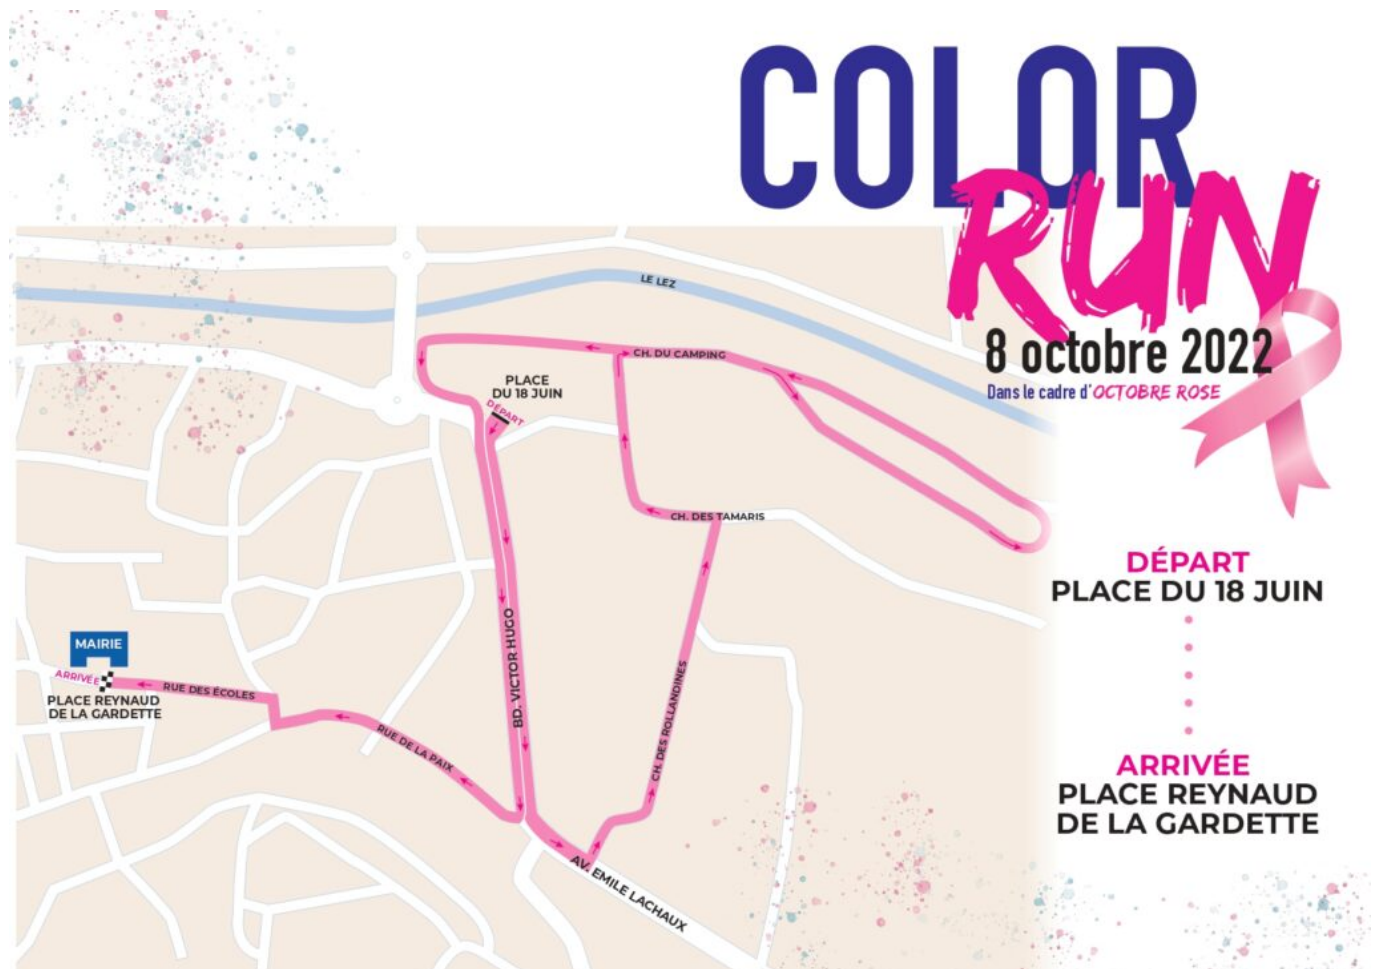 COLOR
RUN
8 octobre 2022
Dans le cadre d'OCTOBRE ROSE
LE LEZ
CH. DU CAMPING
PLACE
DU 18 JUIN
DÉPART
CH. DES TAMARIS
BD. VICTOR HUGO
CH. DES ROLLANDINES
MAIRIE
ARRIVÉE
PLACE REYNAUD
DE LA GARDETTE
RUE DES ÉCOLES
RUE DE LA PAIX
AV. EMILE LACHAUX
DÉPART
PLACE DU 18 JUIN
ARRIVÉE
PLACE REYNAUD
DE LA GARDETTE